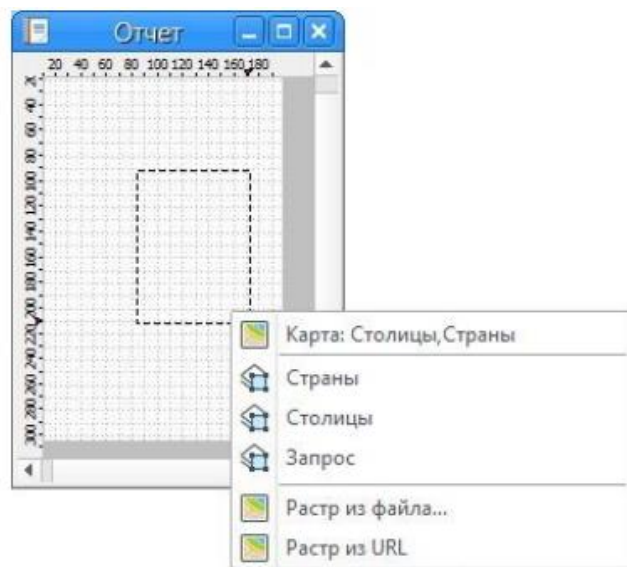 Отчет
20 40 60 80 100 120 140 160 180
20
40
60
80
100
120
140
160
180
200
220
240
260
280
300
Карта: Столицы,Страны
Страны
Столицы
Запрос
Растр из файла...
Растр из URL